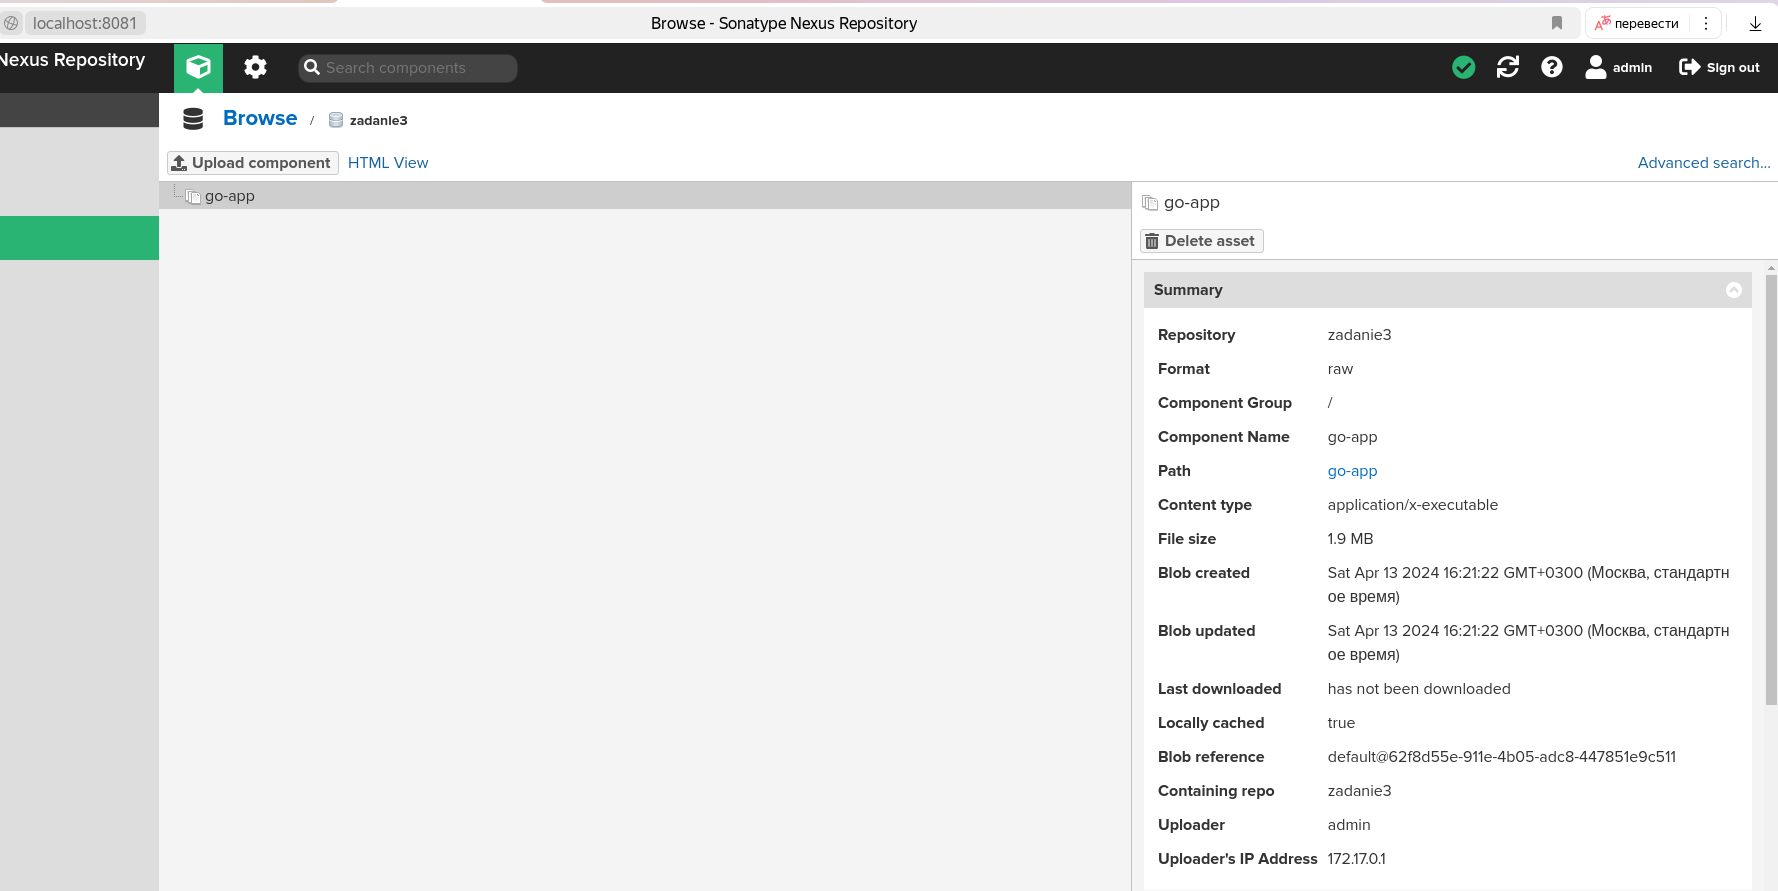 localhost:8081
Browse - Sonatype Nexus Repository
перевести
Nexus Repository
Search components
admin
Sign out
Browse / zadanie3
Upload component
HTML View
Advanced search...
go-app
go-app
Delete asset
Summary
Repository zadanie3
Format raw
Component Group /
Component Name go-app
Path go-app
Content type application/x-executable
File size 1.9 MB
Blob created Sat Apr 13 2024 16:21:22 GMT+0300 (Москва, стандартн
ое время)
Blob updated Sat Apr 13 2024 16:21:22 GMT+0300 (Москва, стандартн
ое время)
Last downloaded has not been downloaded
Locally cached true
Blob reference default@62f8d55e-911e-4b05-adc8-447851e9c511
Containing repo zadanie3
Uploader admin
Uploader's IP Address 172.17.0.1